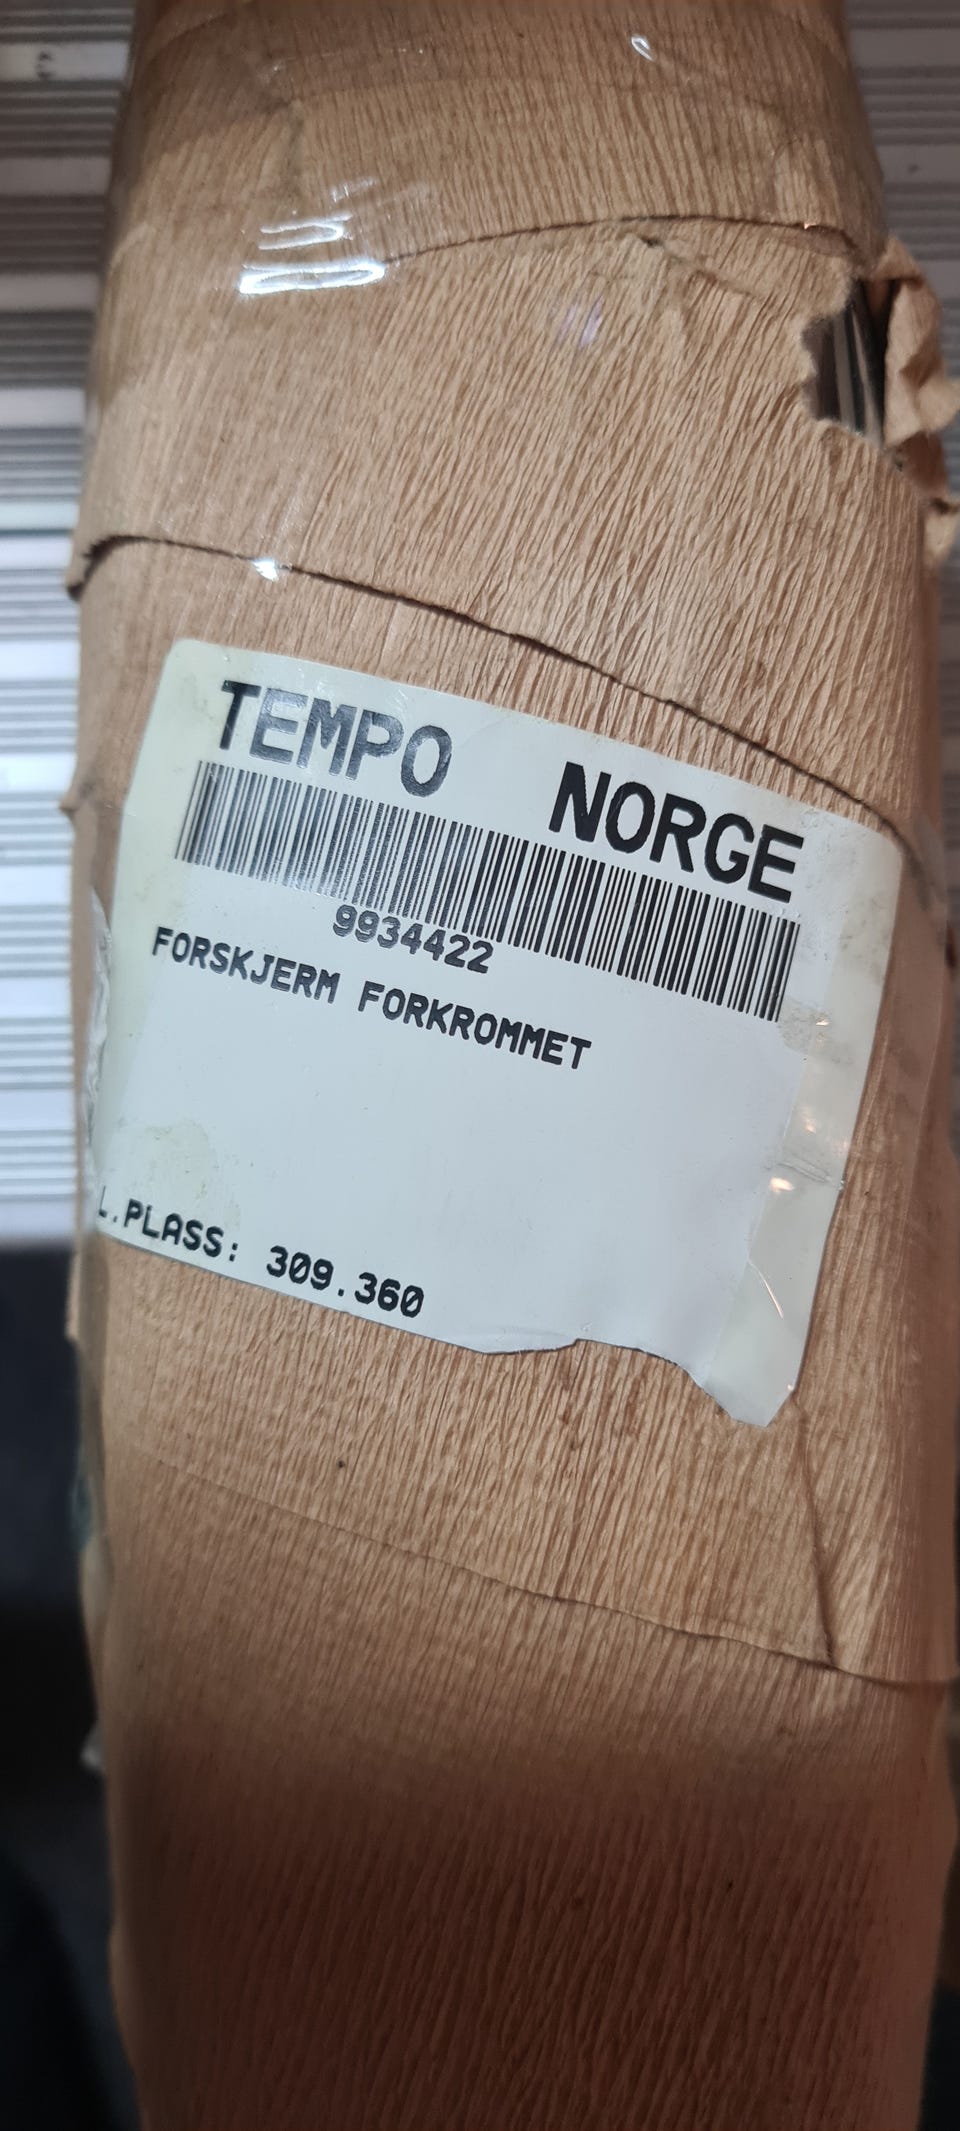 TEMPO NORGE
9934422
FORSKJERM FORKROMMET
L.PLASS: 309.360